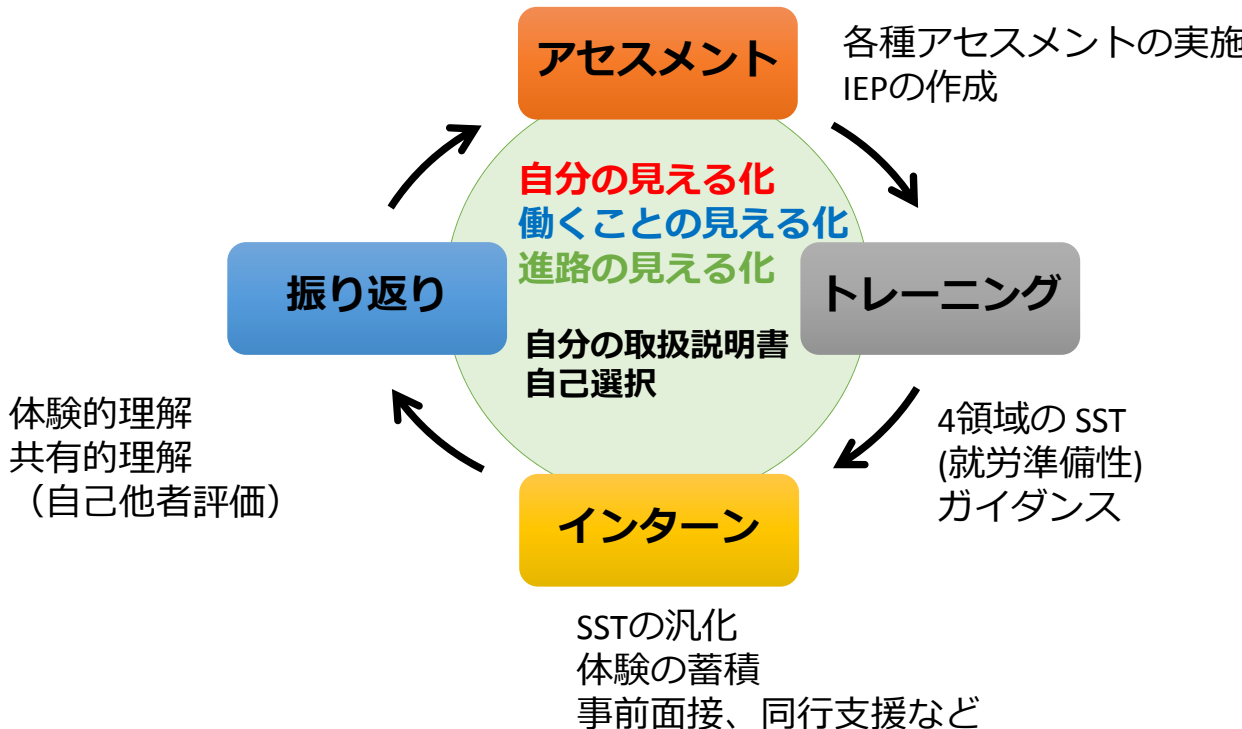 アセスメント
各種アセスメントの実施
IEPの作成
自分の見える化
働くことの見える化
進路の見える化
振り返り
トレーニング
自分の取扱説明書
自己選択
体験的理解
共有的理解
(自己他者評価)
4領域の SST
(就労準備性)
ガイダンス
インターン
SSTの汎化
体験の蓄積
事前面接、同行支援など